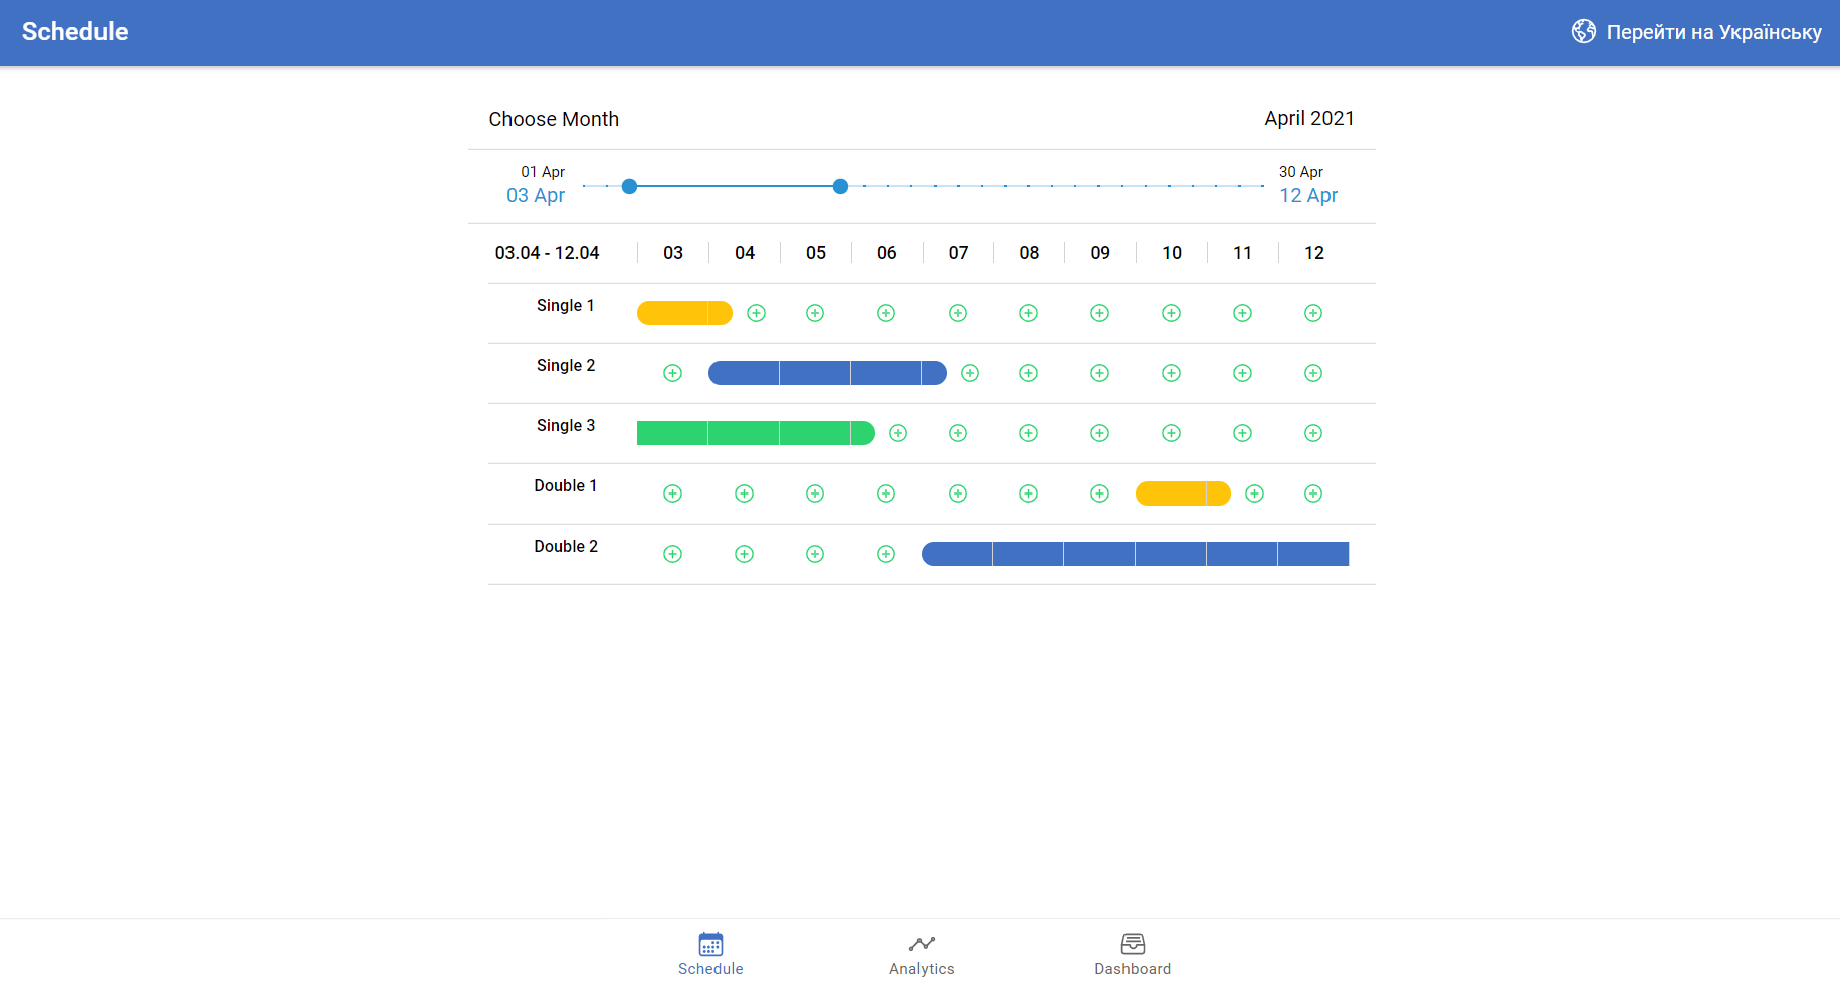 Schedule
Перейти на Українську
Choose Month
April 2021
01 Apr
03 Apr
30 Apr
12 Apr
03.04 - 12.04 03 04 05 06 07 08 09 10 11 12
Single 1
Single 2
Single 3
Double 1
Double 2
Schedule
Analytics
Dashboard